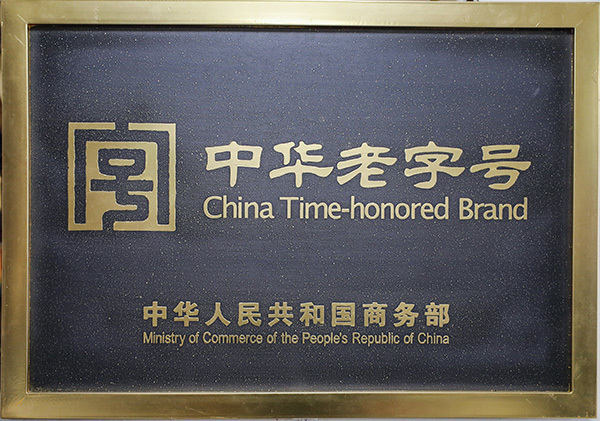 中华老字号
China Time-honored Brand
中华人民共和国商务部
Ministry of Commerce of the People's Republic of China